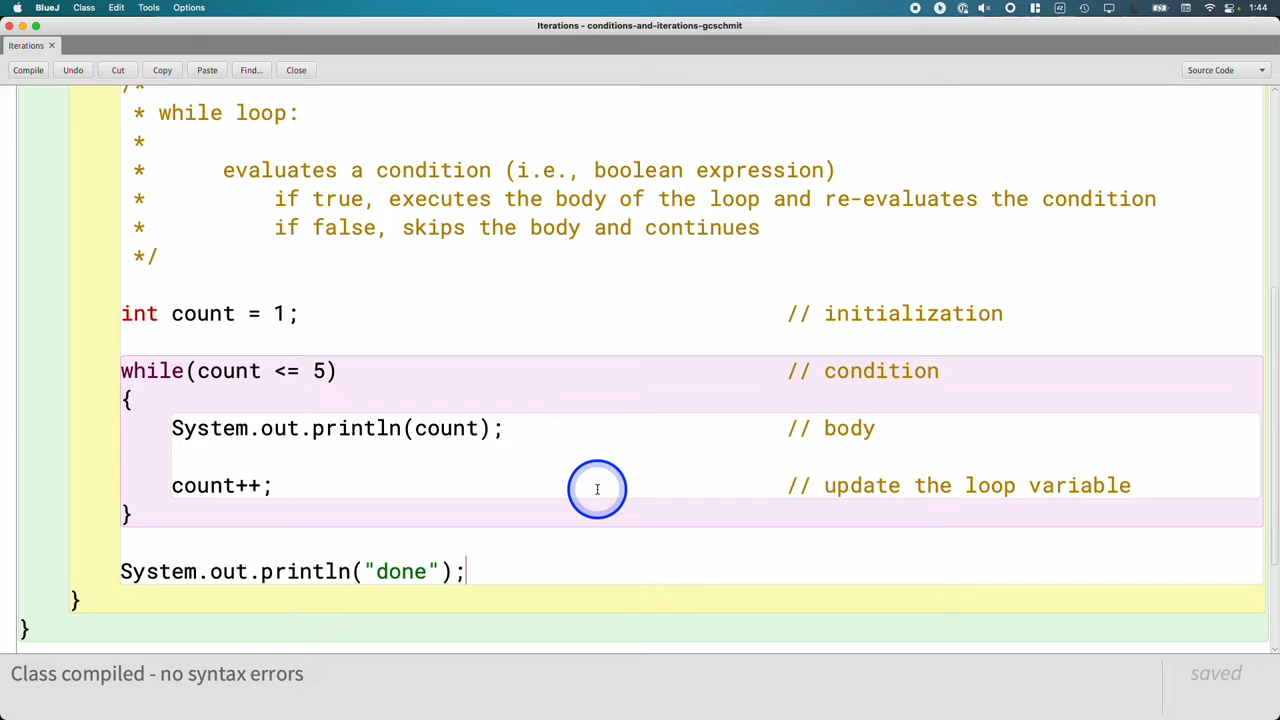 BlueJ Class Edit Tools Options 1:44
Iterations - conditions-and-iterations-gcschmit
Iterations ×
Compile Undo Cut Copy Paste Find... Close Source Code
/*
* while loop:
*
* evaluates a condition (i.e., boolean expression)
* if true, executes the body of the loop and re-evaluates the condition
* if false, skips the body and continues
*/
int count = 1; // initialization
while(count <= 5) // condition
{
System.out.println(count); // body
count++; // update the loop variable
}
System.out.println("done");
}
}
Class compiled - no syntax errors saved